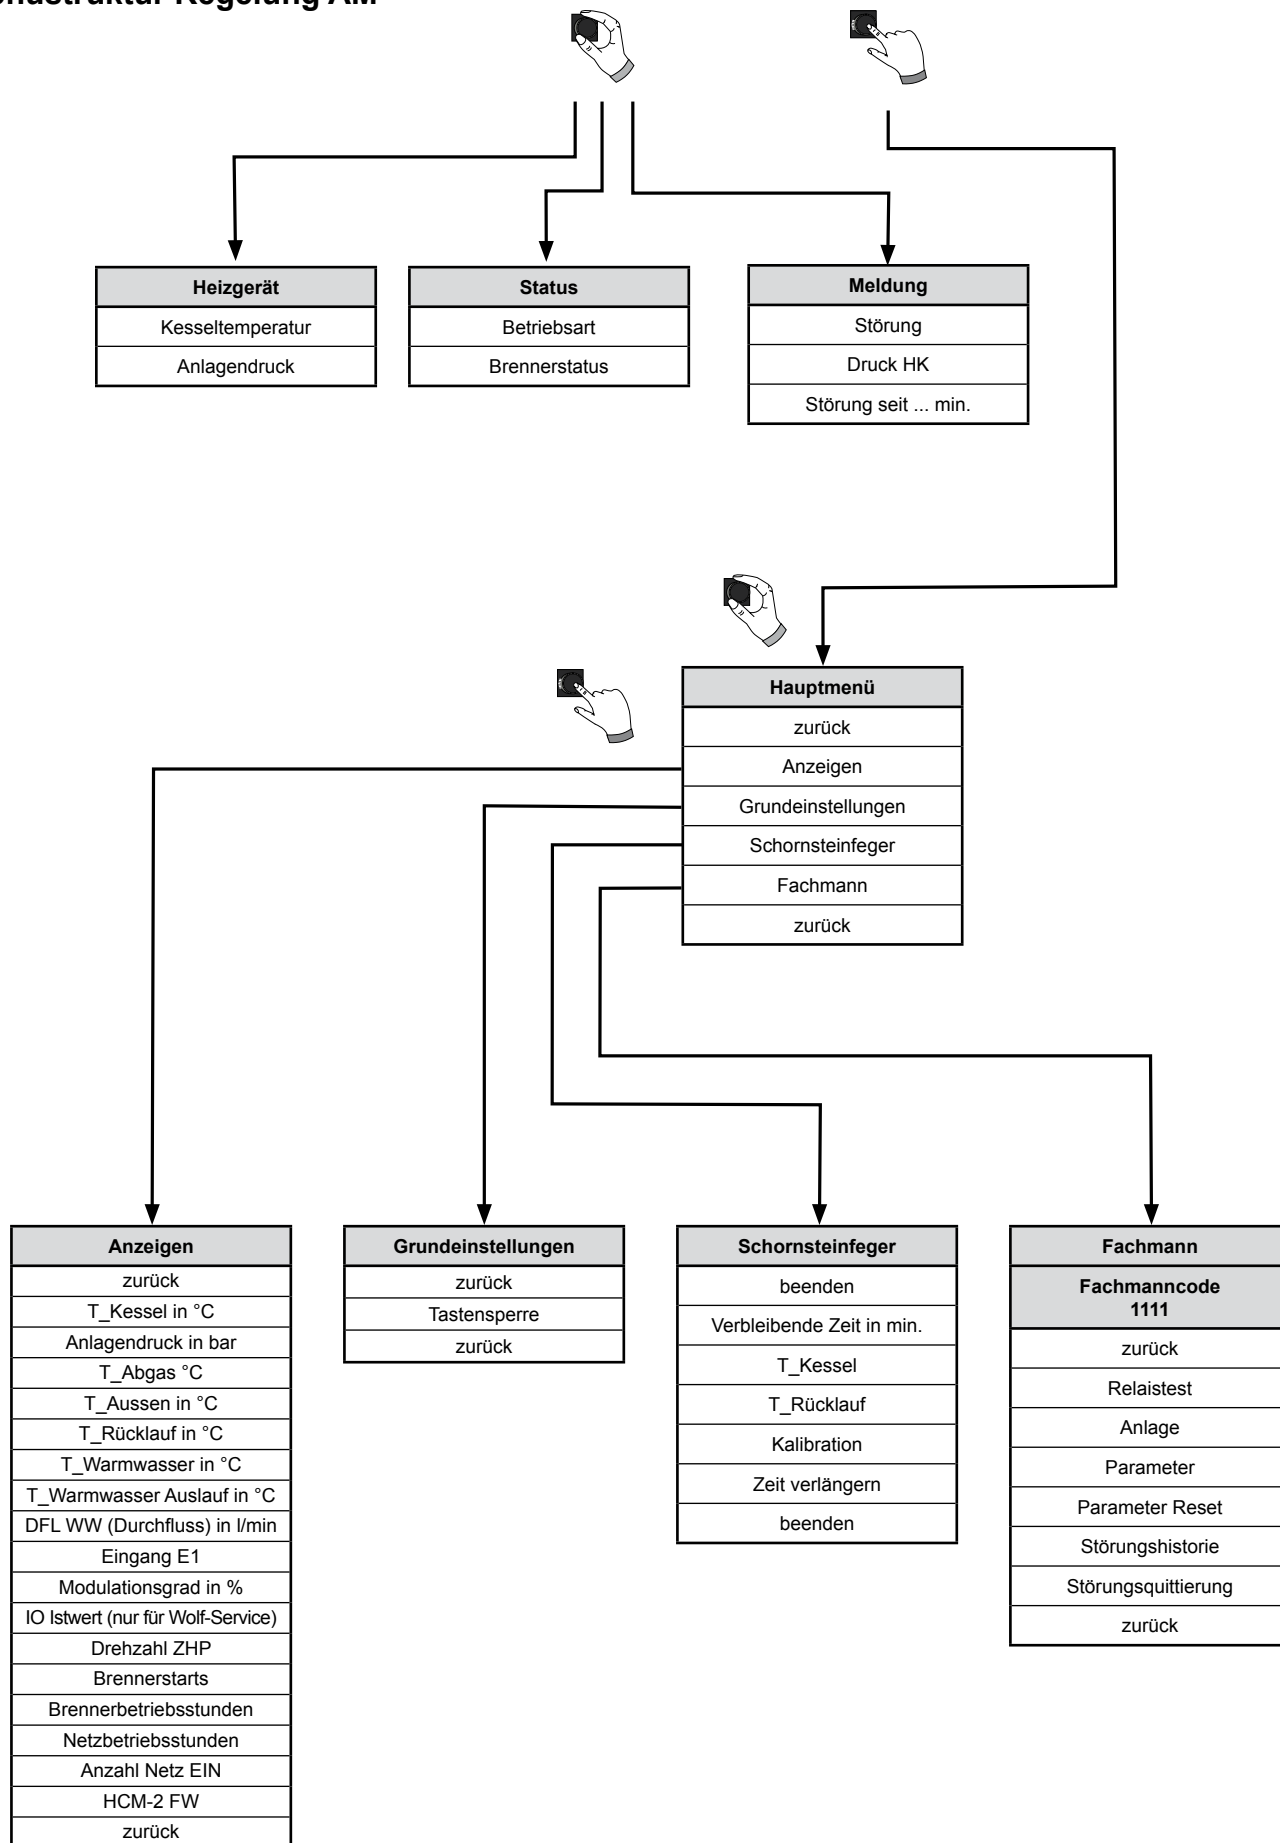 Regelung AM
Heizgerät
Kesseltemperatur
Anlagendruck
Status
Betriebsart
Brennerstatus
Meldung
Störung
Druck HK
Störung seit ... min.
Hauptmenü
zurück
Anzeigen
Grundeinstellungen
Schornsteinfeger
Fachmann
zurück
Anzeigen
zurück
T_Kessel in °C
Anlagendruck in bar
T_Abgas °C
T_Aussen in °C
T_Rücklauf in °C
T_Warmwasser in °C
T_Warmwasser Auslauf in °C
DFL WW (Durchfluss) in l/min
Eingang E1
Modulationsgrad in %
IO Istwert (nur für Wolf-Service)
Drehzahl ZHP
Brennerstarts
Brennerbetriebsstunden
Netzbetriebsstunden
Anzahl Netz EIN
HCM-2 FW
zurück
Grundeinstellungen
zurück
Tastensperre
zurück
Schornsteinfeger
beenden
Verbleibende Zeit in min.
T_Kessel
T_Rücklauf
Kalibration
Zeit verlängern
beenden
Fachmann
Fachmanncode
1111
zurück
Relaistest
Anlage
Parameter
Parameter Reset
Störungshistorie
Störungsquittierung
zurück